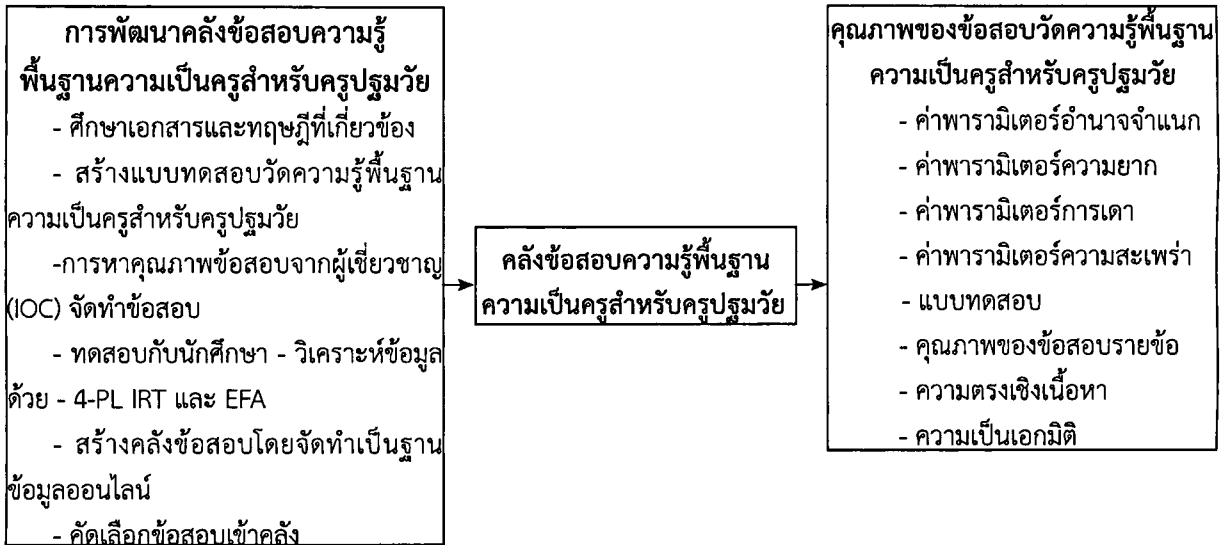 การพัฒนาคลังข้อสอบความรู้
พื้นฐานความเป็นครูสำหรับครูปฐมวัย
- ศึกษาเอกสารและทฤษฎีที่เกี่ยวข้อง
- สร้างแบบทดสอบวัดความรู้พื้นฐาน
ความเป็นครูสำหรับครูปฐมวัย
-การหาคุณภาพข้อสอบจากผู้เชี่ยวชาญ
(IOC) จัดทำข้อสอบ
- ทดสอบกับนักศึกษา - วิเคราะห์ข้อมูล
ด้วย - 4-PL IRT และ EFA
- สร้างคลังข้อสอบโดยจัดทำเป็นฐาน
ข้อมูลออนไลน์
- คัดเลือกข้อสอบเข้าคลัง
คลังข้อสอบความรู้พื้นฐาน
ความเป็นครูสำหรับครูปฐมวัย
คุณภาพของข้อสอบวัดความรู้พื้นฐาน
ความเป็นครูสำหรับครูปฐมวัย
- ค่าพารามิเตอร์อำนาจจำแนก
- ค่าพารามิเตอร์ความยาก
- ค่าพารามิเตอร์การเดา
- ค่าพารามิเตอร์ความสะเพร่า
- แบบทดสอบ
- คุณภาพของข้อสอบรายข้อ
- ความตรงเชิงเนื้อหา
- ความเป็นเอกมิติ